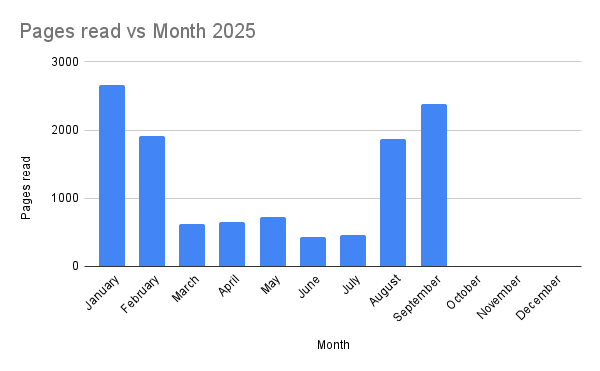 Pages read vs Month 2025
Pages read
3000
2000
1000
0
January
February
March
April
May
June
July
August
September
October
November
December
Month